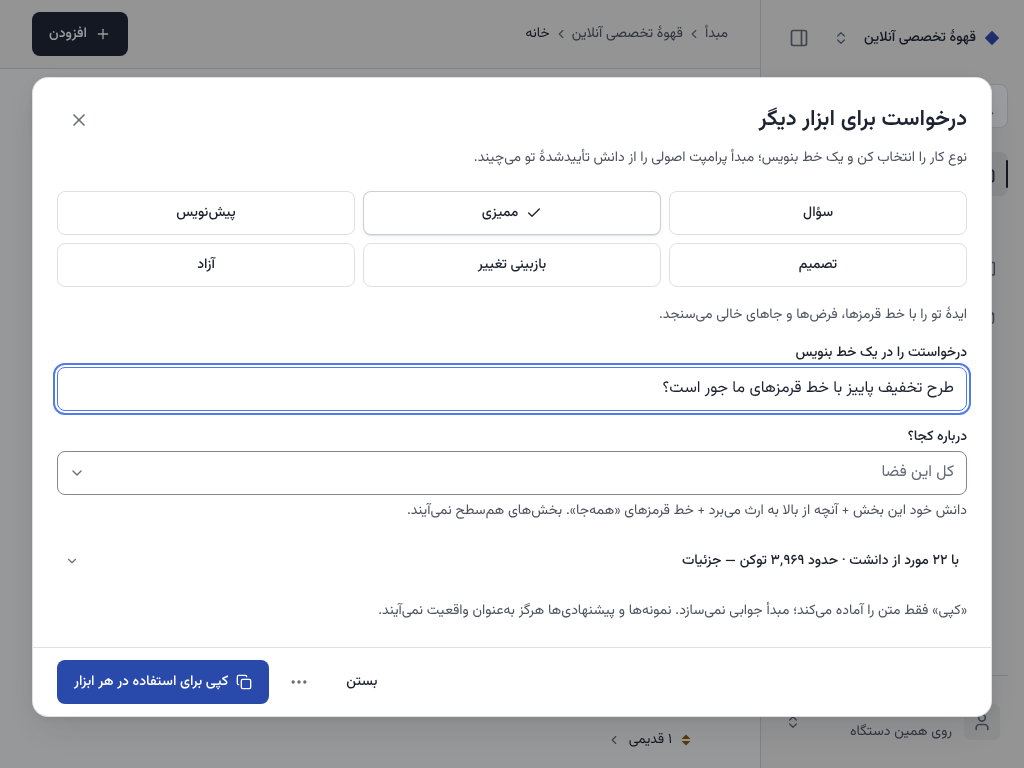 قهوهٔ تخصصی آنلاین
مبدأ
قهوهٔ تخصصی آنلاین
خانه
افزودن
درخواست برای ابزار دیگر
نوع کار را انتخاب کن و یک خط بنویس؛ مبدأ پرامپت اصولی را از دانش تأییدشدهٔ تو می‌چیند.
سؤال
ممیزی
پیش‌نویس
تصمیم
بازبینی تغییر
آزاد
ایدهٔ تو را با خط قرمزها، فرض‌ها و جاهای خالی می‌سنجد.
درخواستت را در یک خط بنویس
طرح تخفیف پاییز با خط قرمزهای ما جور است؟
درباره کجا؟
کل این فضا
دانش خود این بخش + آنچه از بالا به ارث می‌برد + خط قرمزهای «همه‌جا». بخش‌های هم‌سطح نمی‌آیند.
با ۲۲ مورد از دانشت · حدود ۳٬۹۶۹ توکن — جزئیات
«کپی» فقط متن را آماده می‌کند؛ مبدأ جوابی نمی‌سازد. نمونه‌ها و پیشنهادی‌ها هرگز به‌عنوان واقعیت نمی‌آیند.
بستن
کپی برای استفاده در هر ابزار
روی همین دستگاه
۱ قدیمی